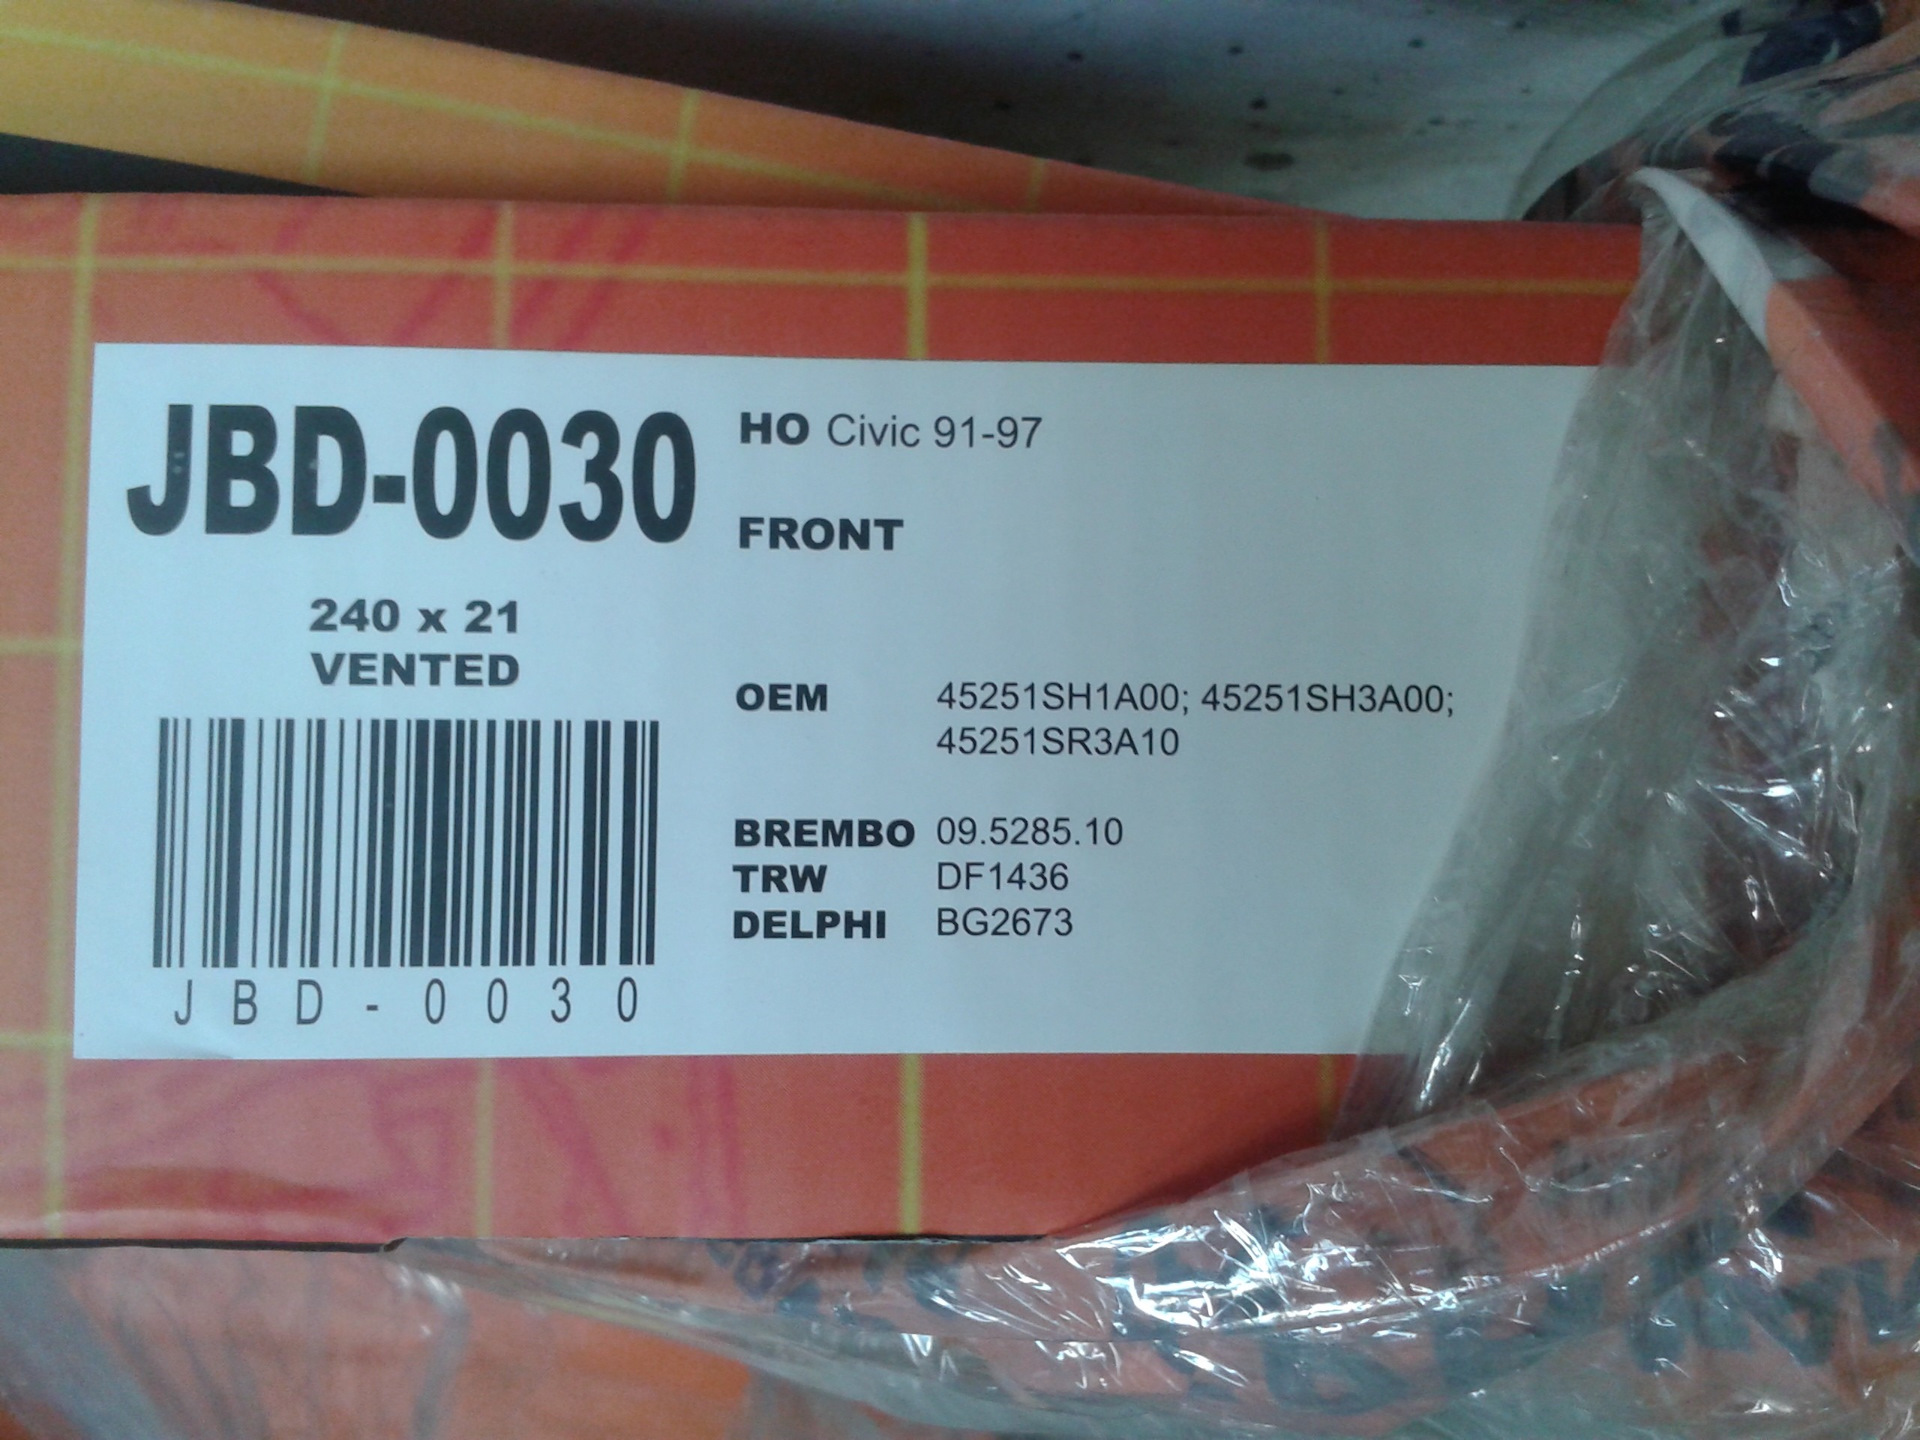 JBD-0030
240 x 21
VENTED
JBD-0030
HO Civic 91-97
FRONT
OEM 45251SH1A00; 45251SH3A00;
45251SR3A10
BREMBO 09.5285.10
TRW DF1436
DELPHI BG2673